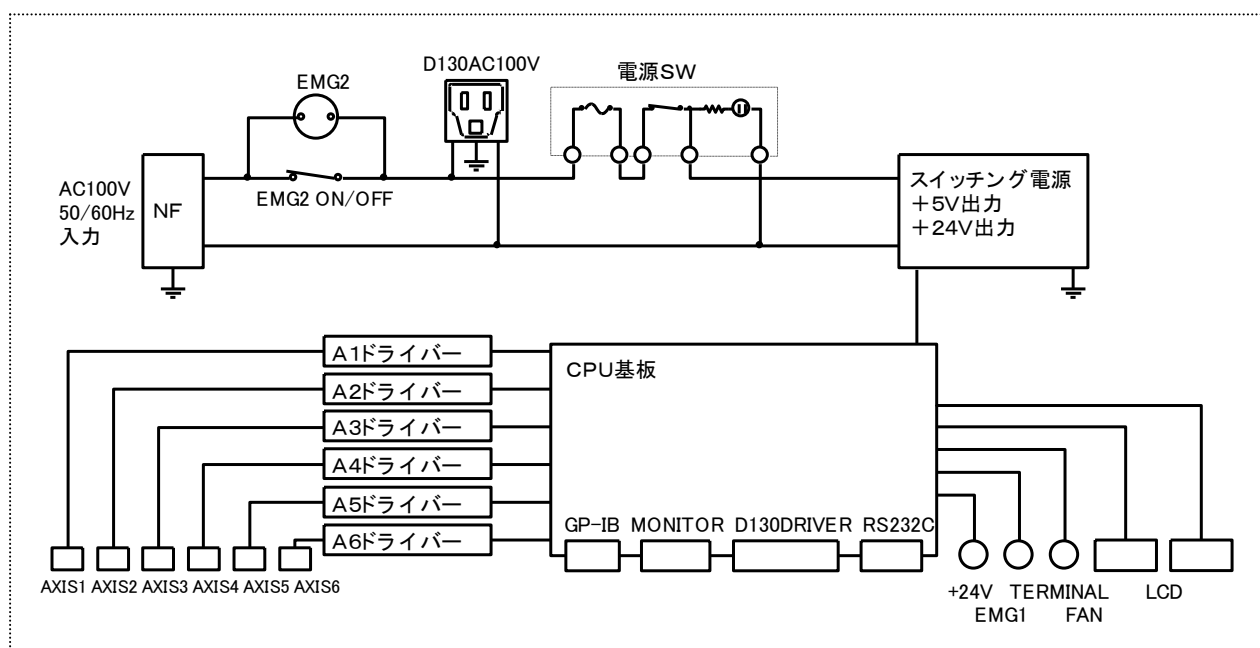 D130AC100V
電源SW
EMG2
AC100V
50/60Hz
入力
NF
EMG2 ON/OFF
スイッチング電源
＋5V出力
＋24V出力
A1ドライバー
A2ドライバー
A3ドライバー
A4ドライバー
A5ドライバー
A6ドライバー
CPU基板
GP-IB MONITOR D130DRIVER RS232C
AXIS1 AXIS2 AXIS3 AXIS4 AXIS5 AXIS6
+24V TERMINAL LCD
EMG1 FAN